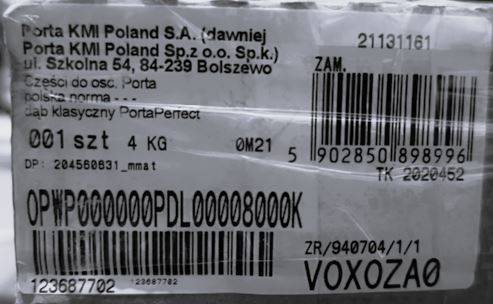 Porta KMI Poland S.A. (dawniej
Porta KMI Poland Sp.z o.o. Sp.k.)
ul. Szkolna 54, 84-239 Bolszewo
Części do ośc. Porta
polska norma - - -
dąb klasyczny PortaPerfect
001 szt 4 KG 0M21
DP: 204560631_mmat
21131161
ZAM.
5 902850 898996
TK 2020452
OPWP000000PDL00008000K
123687702 123687702
ZR/940704/1/1
VOXOZA0